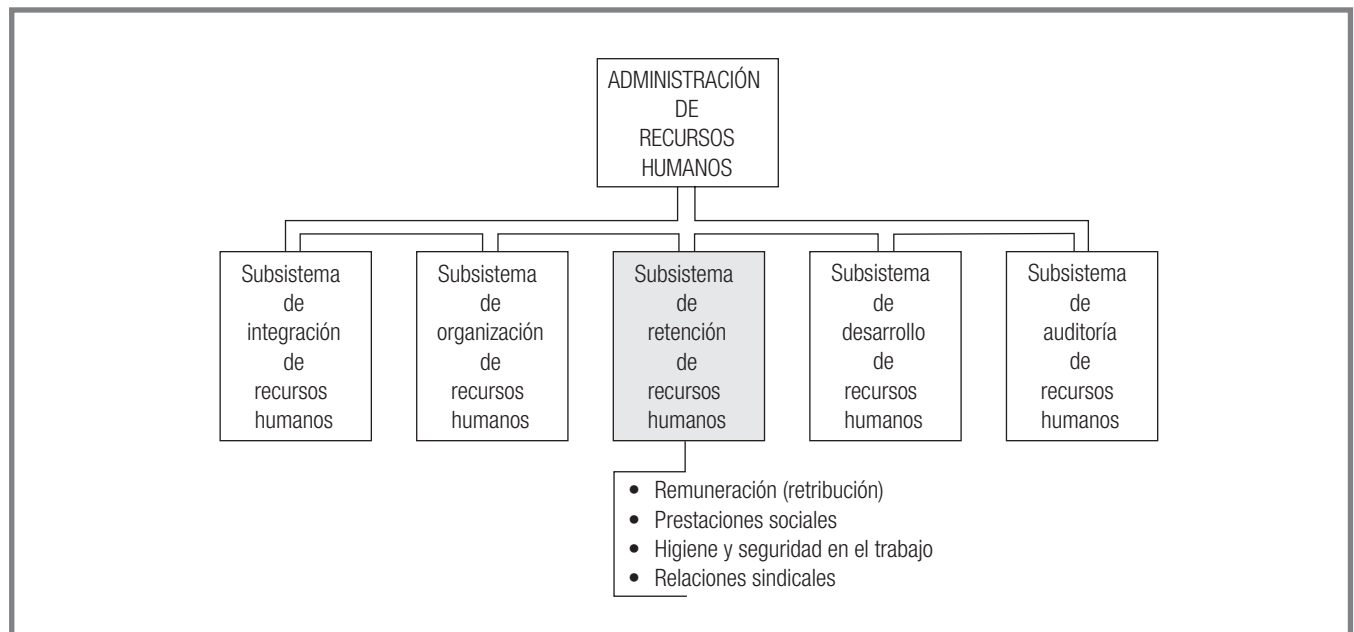 ADMINISTRACIÓN
DE
RECURSOS
HUMANOS
Subsistema
de
integración
de
recursos
humanos
Subsistema
de
organización
de
recursos
humanos
Subsistema
de
retención
de
recursos
humanos
Subsistema
de
desarrollo
de
recursos
humanos
Subsistema
de
auditoría
de
recursos
humanos
• Remuneración (retribución)
• Prestaciones sociales
• Higiene y seguridad en el trabajo
• Relaciones sindicales